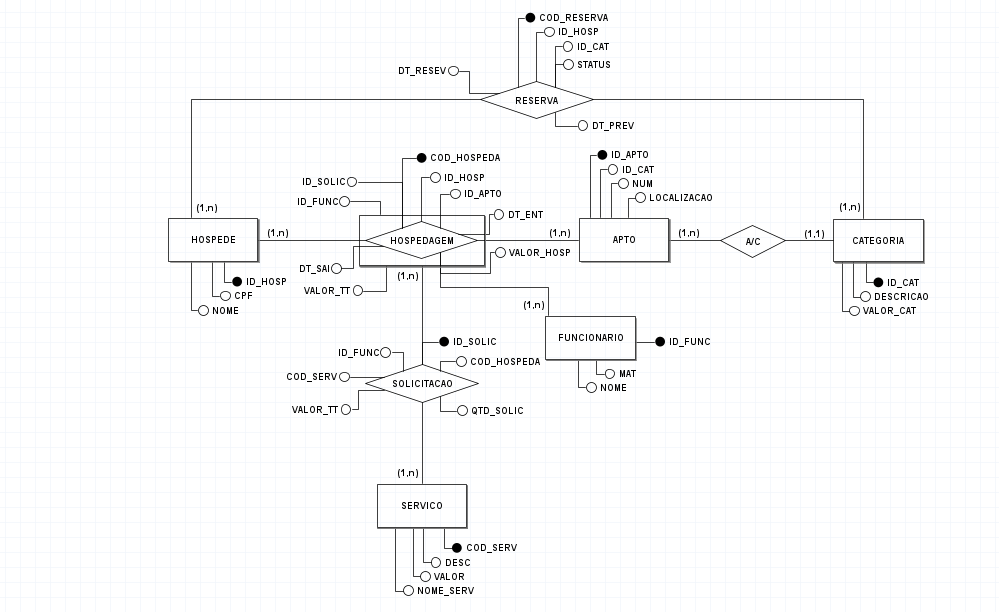 COD_RESERVA
ID_HOSP
ID_CAT
STATUS
DT_RESEV
RESERVA
DT_PREV
COD_HOSPEDA
ID_APTO
ID_SOLIC
ID_HOSP
ID_CAT
ID_FUNC
ID_APTO
NUM
LOCALIZACAO
(1,n)
DT_ENT
(1,n)
HOSPEDE
(1,n)
HOSPEDAGEM
(1,n)
APTO
(1,n)
A/C
(1,1)
CATEGORIA
VALOR_HOSP
DT_SAI
(1,n)
ID_HOSP
ID_CAT
VALOR_TT
CPF
DESCRICAO
NOME
VALOR_CAT
(1,n)
FUNCIONARIO
ID_SOLIC
ID_FUNC
ID_FUNC
COD_HOSPEDA
COD_SERV
SOLICITACAO
MAT
NOME
VALOR_TT
QTD_SOLIC
(1,n)
SERVICO
COD_SERV
DESC
VALOR
NOME_SERV